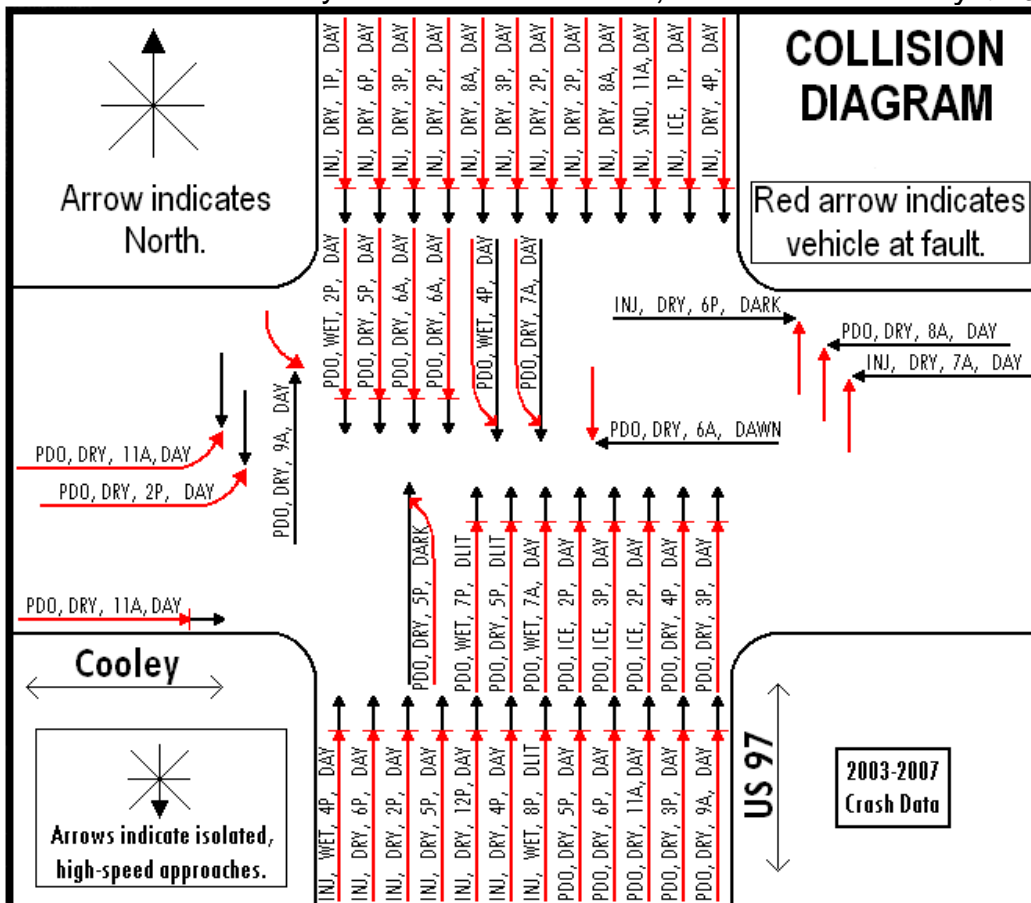 COLLISION
DIAGRAM
Arrow indicates
North.
Red arrow indicates
vehicle at fault.
INJ, DRY, 1P, DAY
INJ, DRY, 6P, DAY
INJ, DRY, 3P, DAY
INJ, DRY, 2P, DAY
INJ, DRY, 8A, DAY
INJ, DRY, 3P, DAY
INJ, DRY, 2P, DAY
INJ, DRY, 2P, DAY
INJ, DRY, 8A, DAY
INJ, SNO, 11A, DAY
INJ, ICE, 1P, DAY
INJ, DRY, 4P, DAY
PDO, WET, 2P, DAY
PDO, DRY, 5P, DAY
PDO, DRY, 6A, DAY
PDO, DRY, 6A, DAY
PDO, WET, 4P, DAY
PDO, DRY, 7A, DAY
INJ, DRY, 6P, DARK
PDO, DRY, 8A, DAY
INJ, DRY, 7A, DAY
PDO, DRY, 6A, DAWN
PDO, DRY, 11A, DAY
PDO, DRY, 2P, DAY
PDO, DRY, 9A, DAY
PDO, DRY, 11A, DAY
PDO, DRY, 5P, DARK
PDO, WET, 7P, DLIT
PDO, DRY, 5P, DLIT
PDO, WET, 7A, DAY
PDO, ICE, 2P, DAY
PDO, ICE, 3P, DAY
PDO, ICE, 2P, DAY
PDO, DRY, 4P, DAY
PDO, DRY, 3P, DAY
Cooley
INJ, WET, 4P, DAY
INJ, DRY, 6P, DAY
INJ, DRY, 2P, DAY
INJ, DRY, 5P, DAY
INJ, DRY, 12P, DAY
INJ, DRY, 4P, DAY
INJ, WET, 8P, DLIT
PDO, DRY, 5P, DAY
PDO, DRY, 6P, DAY
PDO, DRY, 11A, DAY
PDO, DRY, 3P, DAY
PDO, DRY, 9A, DAY
US 97
Arrows indicate isolated,
high-speed approaches.
2003-2007
Crash Data